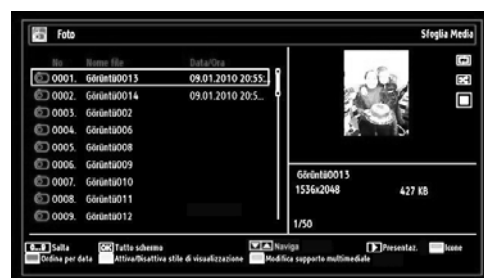 Foto
Sfoglia Media
No Nome file Data/Ora
0001. Görüntü0013 09.01.2010 20:55:
0002. Görüntü0014 09.01.2010 20:5...
0003. Görüntü002
0004. Görüntü006
0005. Görüntü008
0006. Görüntü009
0007. Görüntü010
0008. Görüntü011
0009. Görüntü012
Görüntü0013
1536x2048 427 KB
1/50
0...9 Salta OK Tutto schermo Naviga Presentaz. Icone
Ordina per data Attiva/Disattiva stile di visualizzazione Modifica supporto multimediale